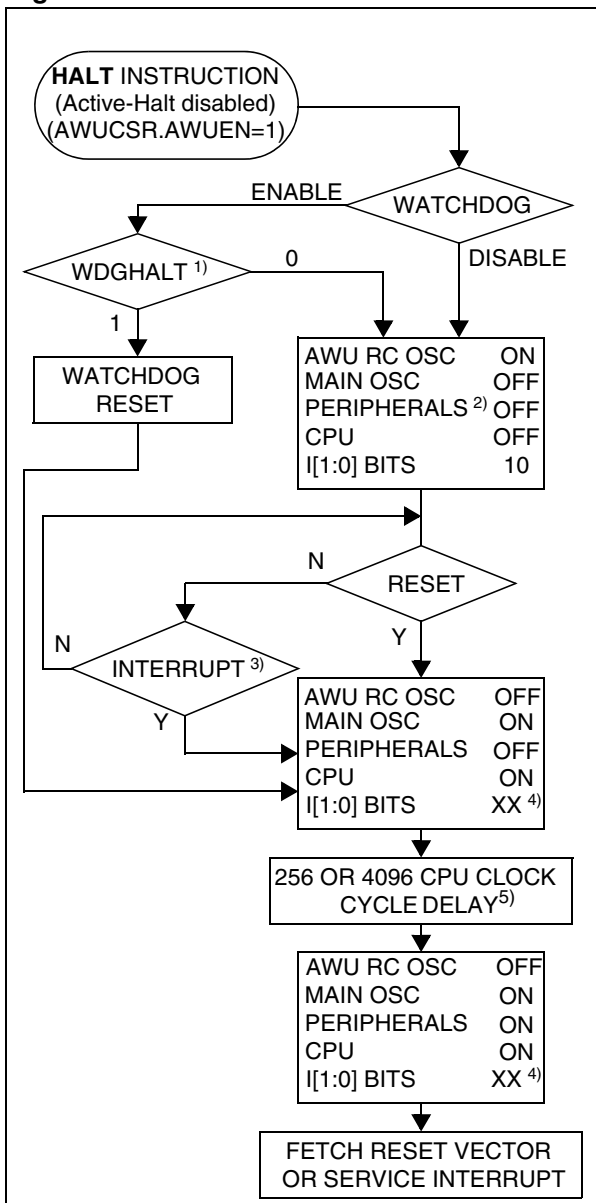 HALT INSTRUCTION
(Active-Halt disabled)
(AWUCSR.AWUEN=1)
ENABLE
WATCHDOG
WDGHALT 1)
0
DISABLE
1
WATCHDOG
RESET
AWU RC OSC ON
MAIN OSC OFF
PERIPHERALS 2) OFF
CPU OFF
I[1:0] BITS 10
N
RESET
Y
N
INTERRUPT 3)
Y
AWU RC OSC OFF
MAIN OSC ON
PERIPHERALS OFF
CPU ON
I[1:0] BITS XX 4)
256 OR 4096 CPU CLOCK
CYCLE DELAY5)
AWU RC OSC OFF
MAIN OSC ON
PERIPHERALS ON
CPU ON
I[1:0] BITS XX 4)
FETCH RESET VECTOR
OR SERVICE INTERRUPT